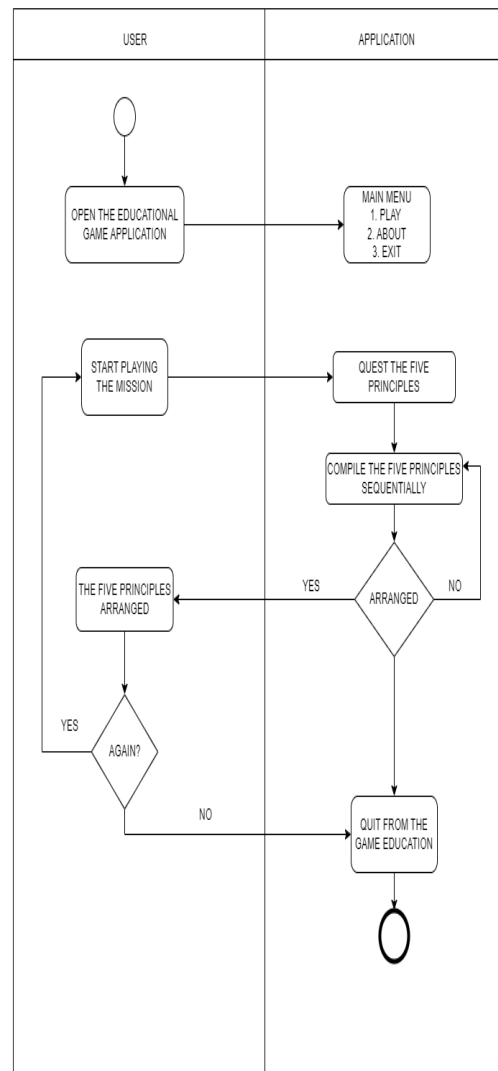 USER
APPLICATION
OPEN THE EDUCATIONAL
GAME APPLICATION
MAIN MENU
1. PLAY
2. ABOUT
3. EXIT
START PLAYING
THE MISSION
QUEST THE FIVE
PRINCIPLES
COMPILE THE FIVE PRINCIPLES
SEQUENTIALLY
THE FIVE PRINCIPLES
ARRANGED
YES
ARRANGED
NO
YES
AGAIN?
NO
QUIT FROM THE
GAME EDUCATION